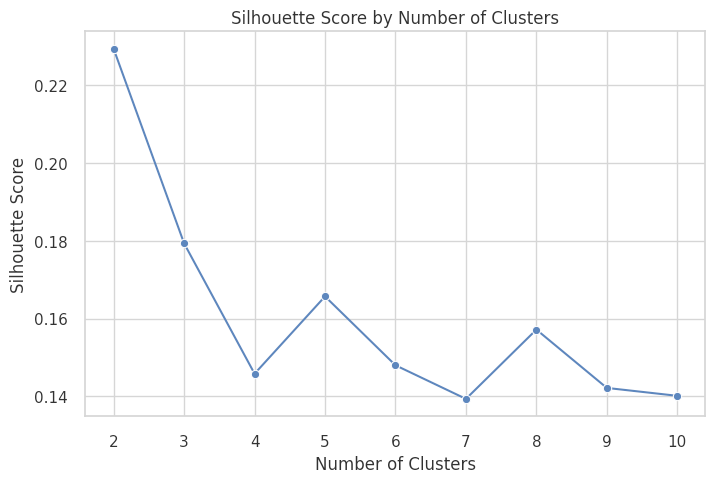 Silhouette Score by Number of Clusters
Silhouette Score
0.22
0.20
0.18
0.16
0.14
2 3 4 5 6 7 8 9 10
Number of Clusters